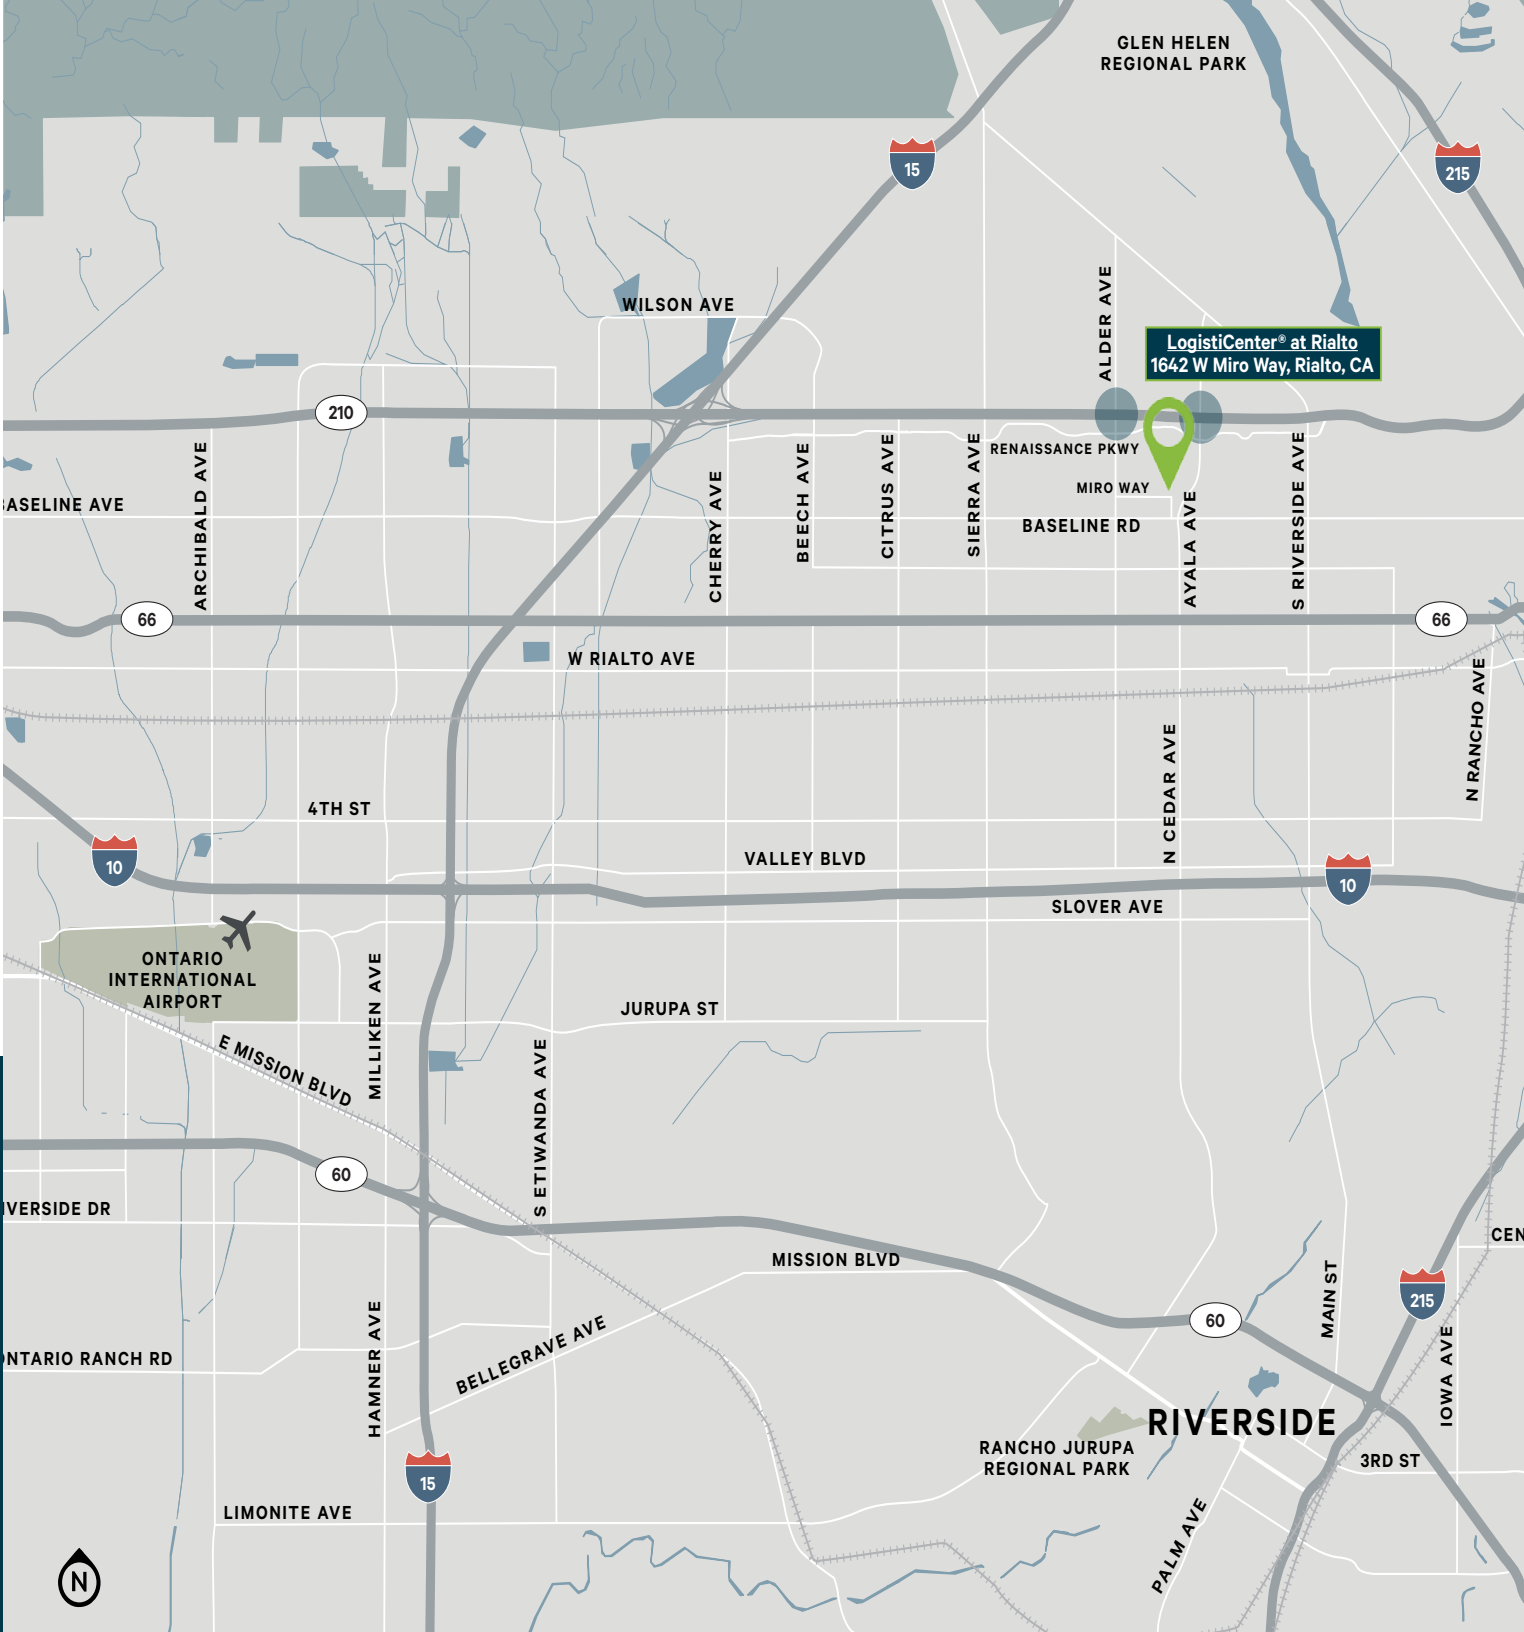 GLEN HELEN
REGIONAL PARK
15
215
ALDER AVE
WILSON AVE
LogistiCenter® at Rialto
1642 W Miro Way, Rialto, CA
210
ARCHIBALD AVE
BASELINE AVE
CHERRY AVE
BEECH AVE
CITRUS AVE
SIERRA AVE
RENAISSANCE PKWY
MIRO WAY
BASELINE RD
AYALA AVE
S RIVERSIDE AVE
66
66
W RIALTO AVE
N RANCHO AVE
N CEDAR AVE
4TH ST
10
VALLEY BLVD
10
SLOVER AVE
ONTARIO
INTERNATIONAL
AIRPORT
MILLIKEN AVE
JURUPA ST
E MISSION BLVD
S ETIWANDA AVE
60
IVERSIDE DR
CEN
MISSION BLVD
MAIN ST
215
60
IOWA AVE
HAMNER AVE
BELLEGRAVE AVE
ONTARIO RANCH RD
RIVERSIDE
RANCHO JURUPA
REGIONAL PARK
3RD ST
15
PALM AVE
LIMONITE AVE
N